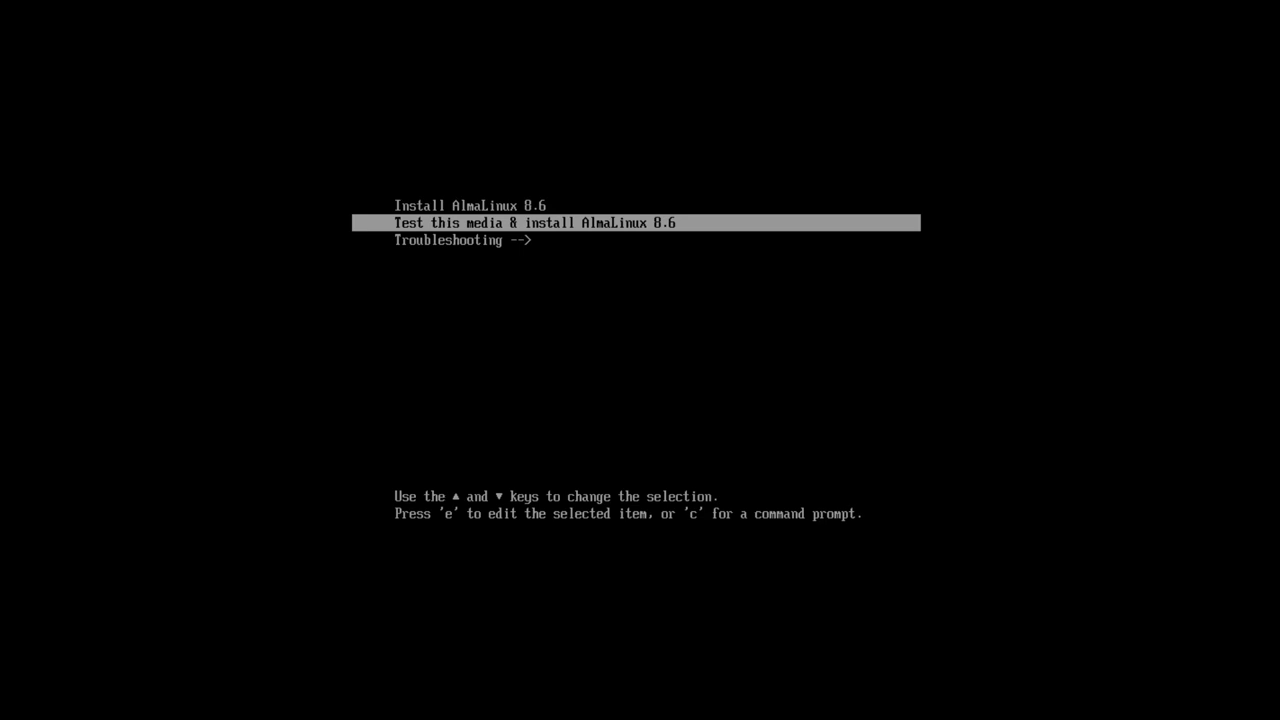 Install AlmaLinux 8.6
Test this media & install AlmaLinux 8.6
Troubleshooting -->
Use the ▲ and ▼ keys to change the selection.
Press 'e' to edit the selected item, or 'c' for a command prompt.